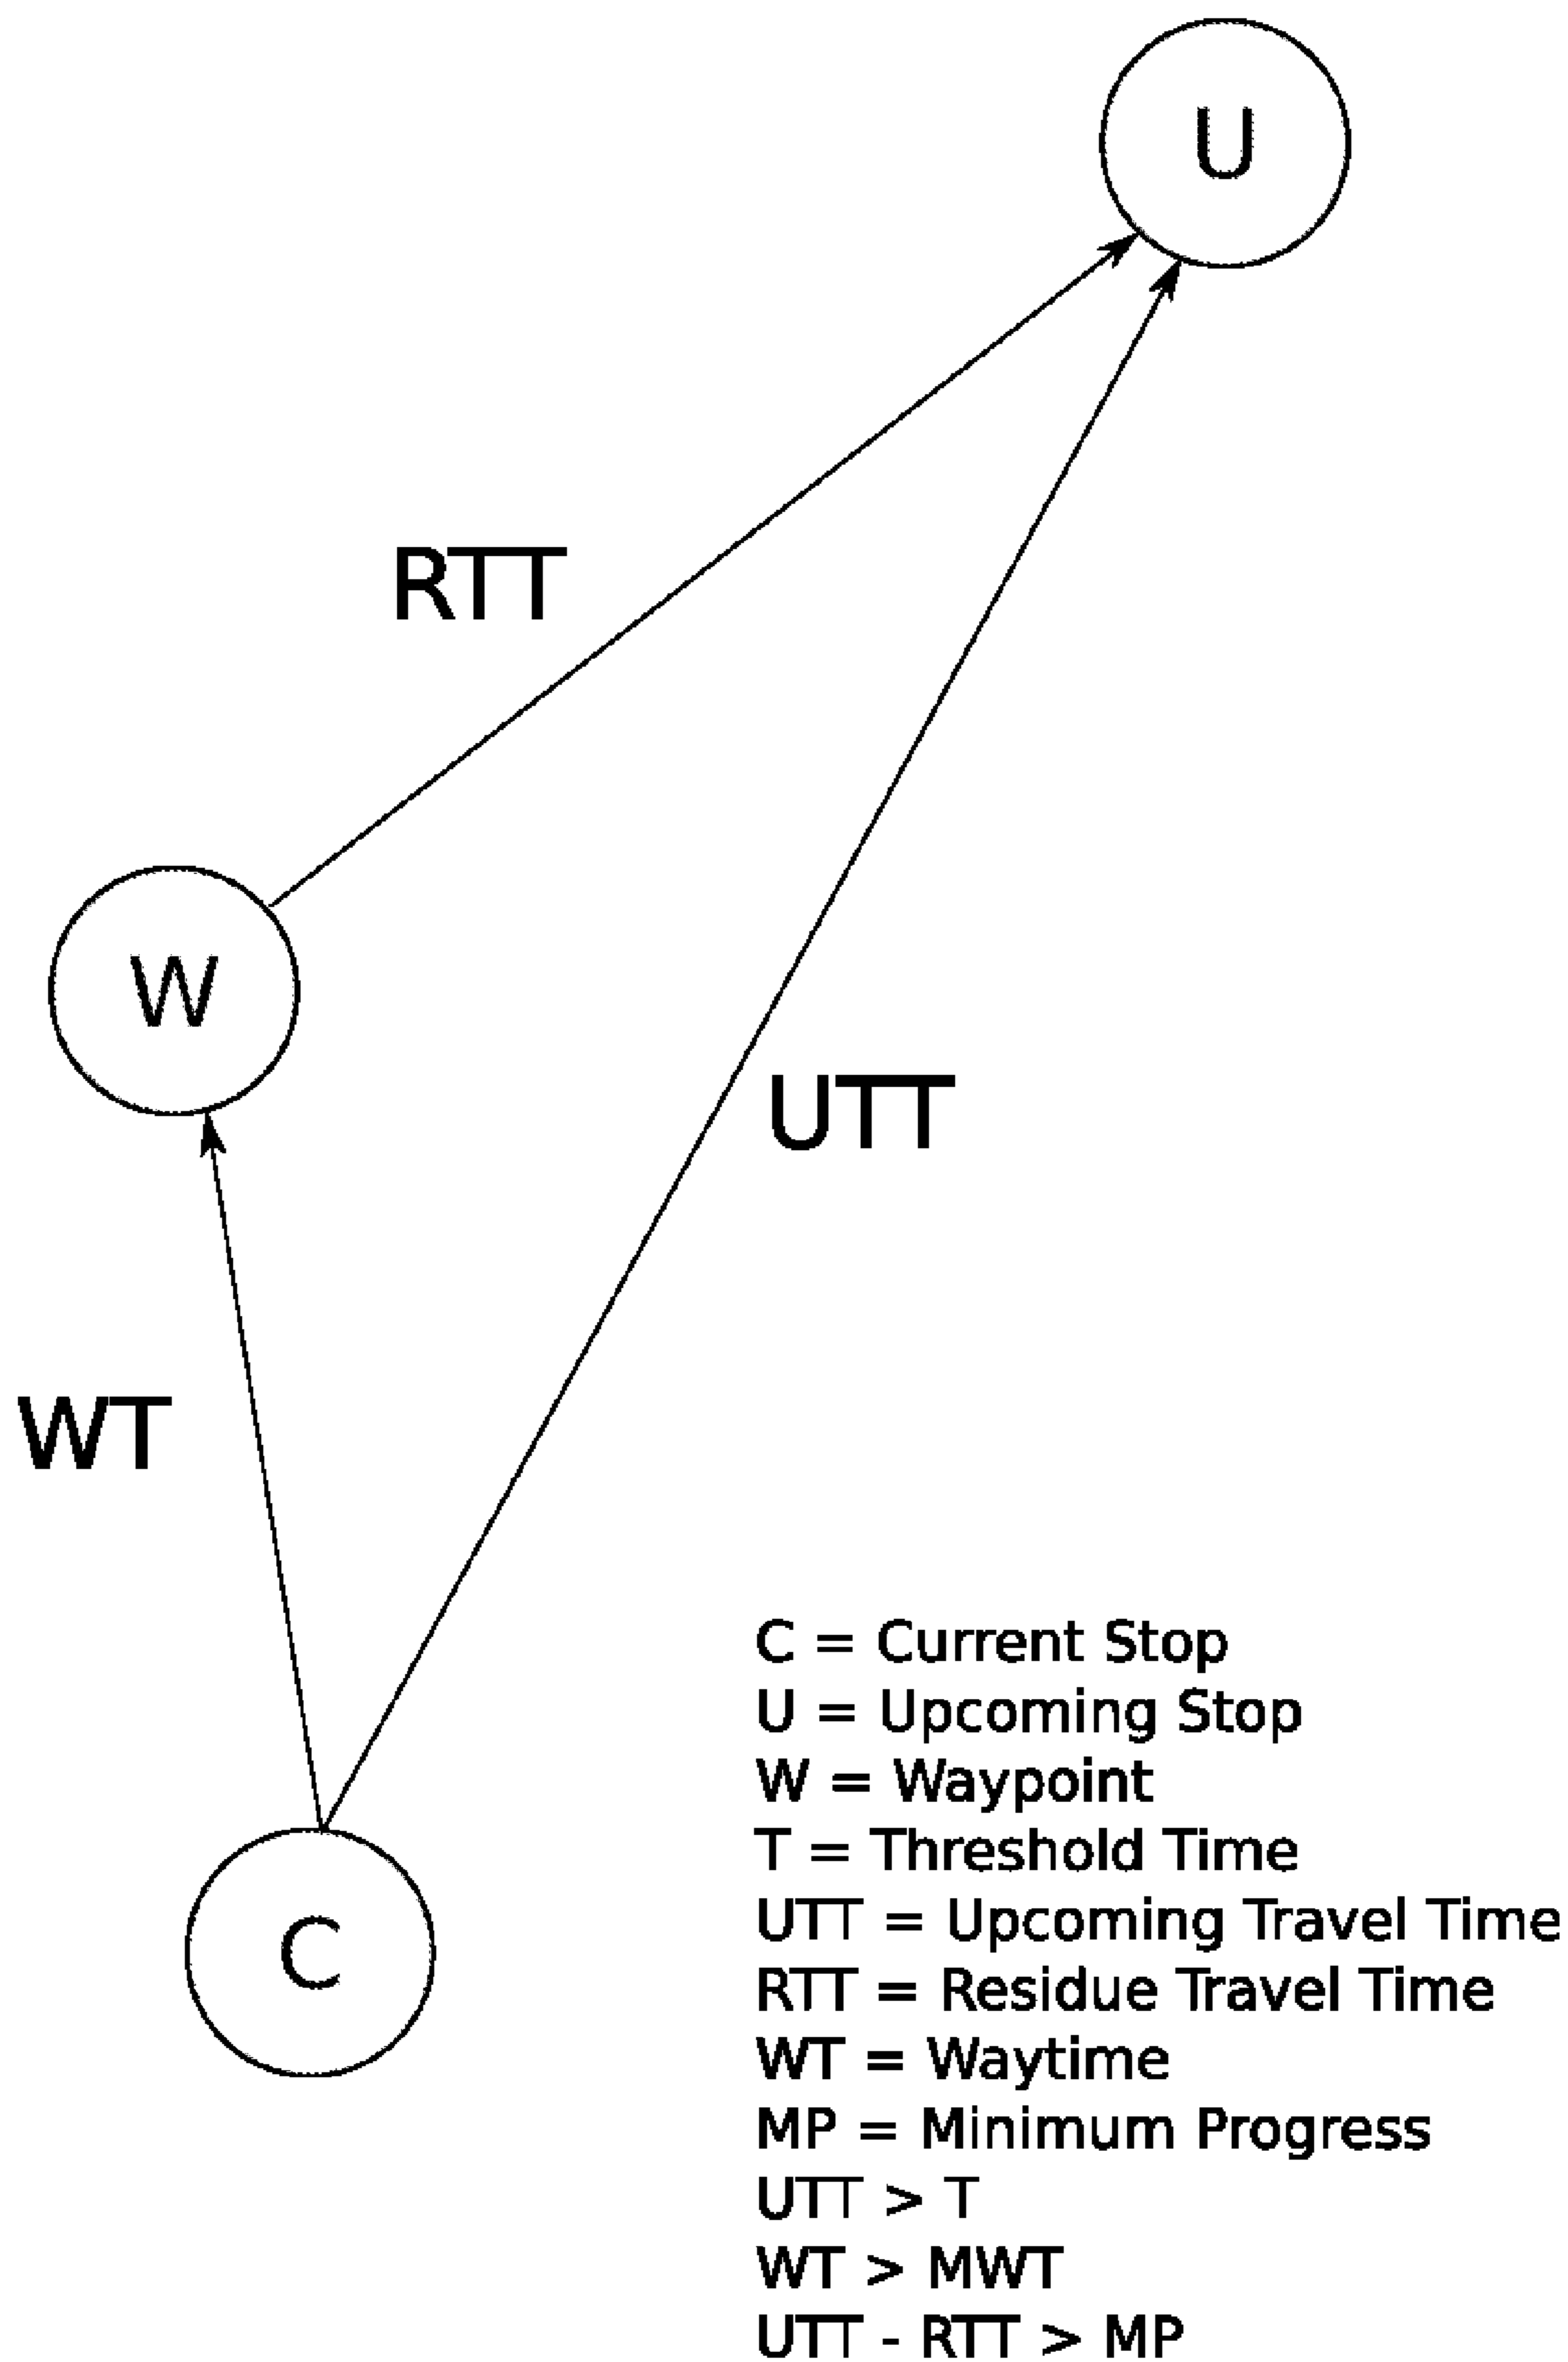 U
RTT
W
UTT
WT
C
C = Current Stop
U = Upcoming Stop
W = Waypoint
T = Threshold Time
UTT = Upcoming Travel Time
RTT = Residue Travel Time
WT = Waytime
MP = Minimum Progress
UTT > T
WT > MWT
UTT - RTT > MP